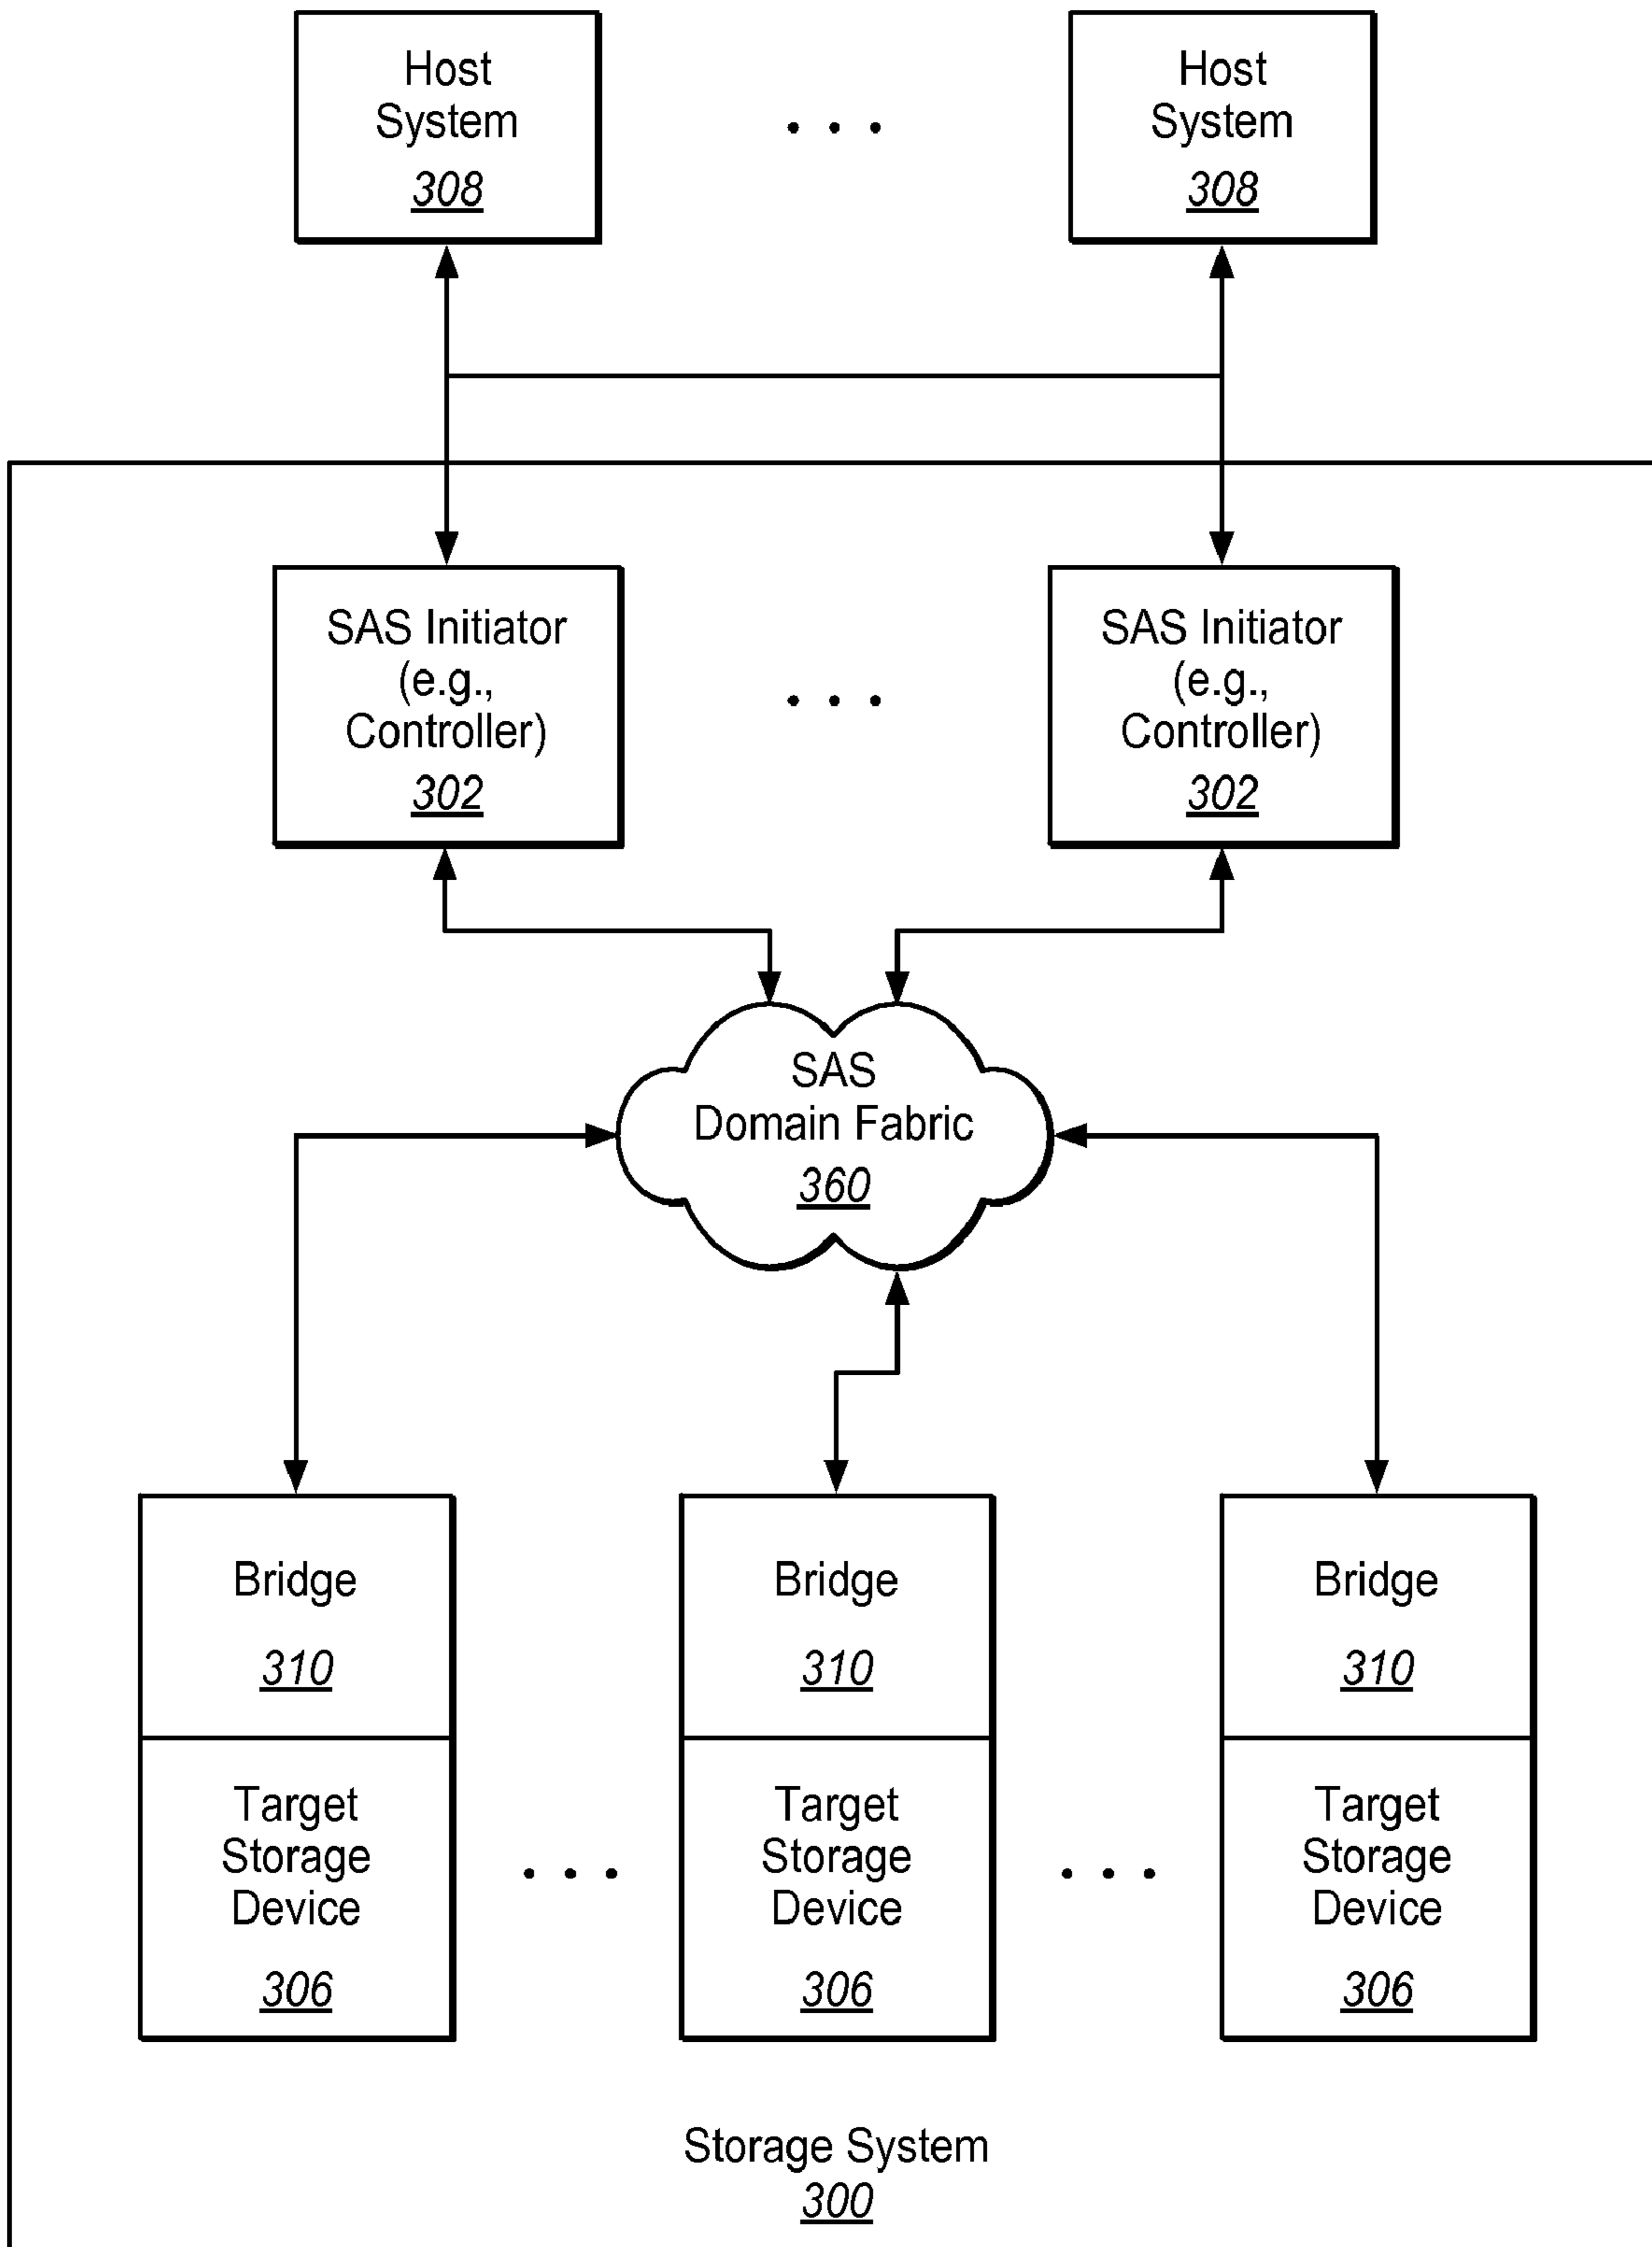 Host
System
308
. . .
Host
System
308
SAS Initiator
(e.g.,
Controller)
302
. . .
SAS Initiator
(e.g.,
Controller)
302
SAS
Domain Fabric
360
Bridge
310
Bridge
310
Bridge
310
Target
Storage
Device
306
. . .
Target
Storage
Device
306
. . .
Target
Storage
Device
306
Storage System
300